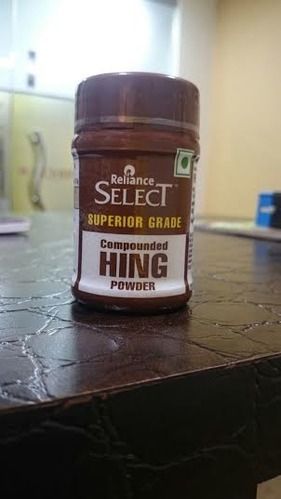 Reliance
SELECT
SUPERIOR GRADE
Compounded
HING
POWDER